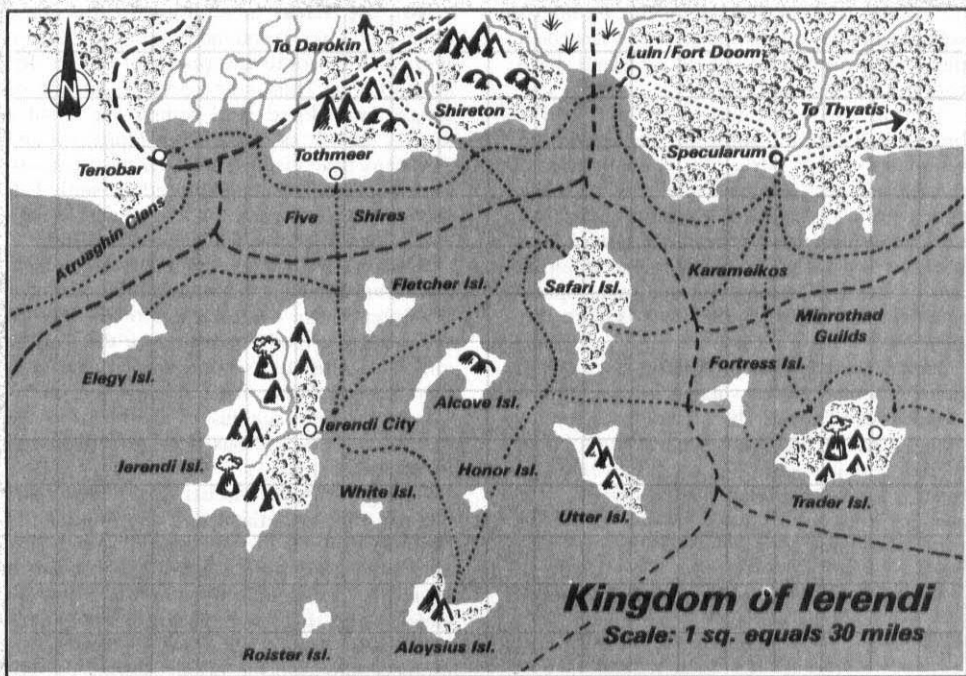 To Darokin
Luln/Fort Doom
Shireton
To Thyatis
Tenobar
Tothmeer
Specularum
Five Shires
Atruaghin Clans
Karameikos
Fletcher Isl.
Safari Isl.
Minrothad
Guilds
Elegy Isl.
Fortress Isl.
Alcove Isl.
Ierendi City
Ierendi Isl.
Honor Isl.
White Isl.
Utter Isl.
Trader Isl.
N
Kingdom of Ierendi
Scale: 1 sq. equals 30 miles
Roister Isl.
Aloysius Isl.